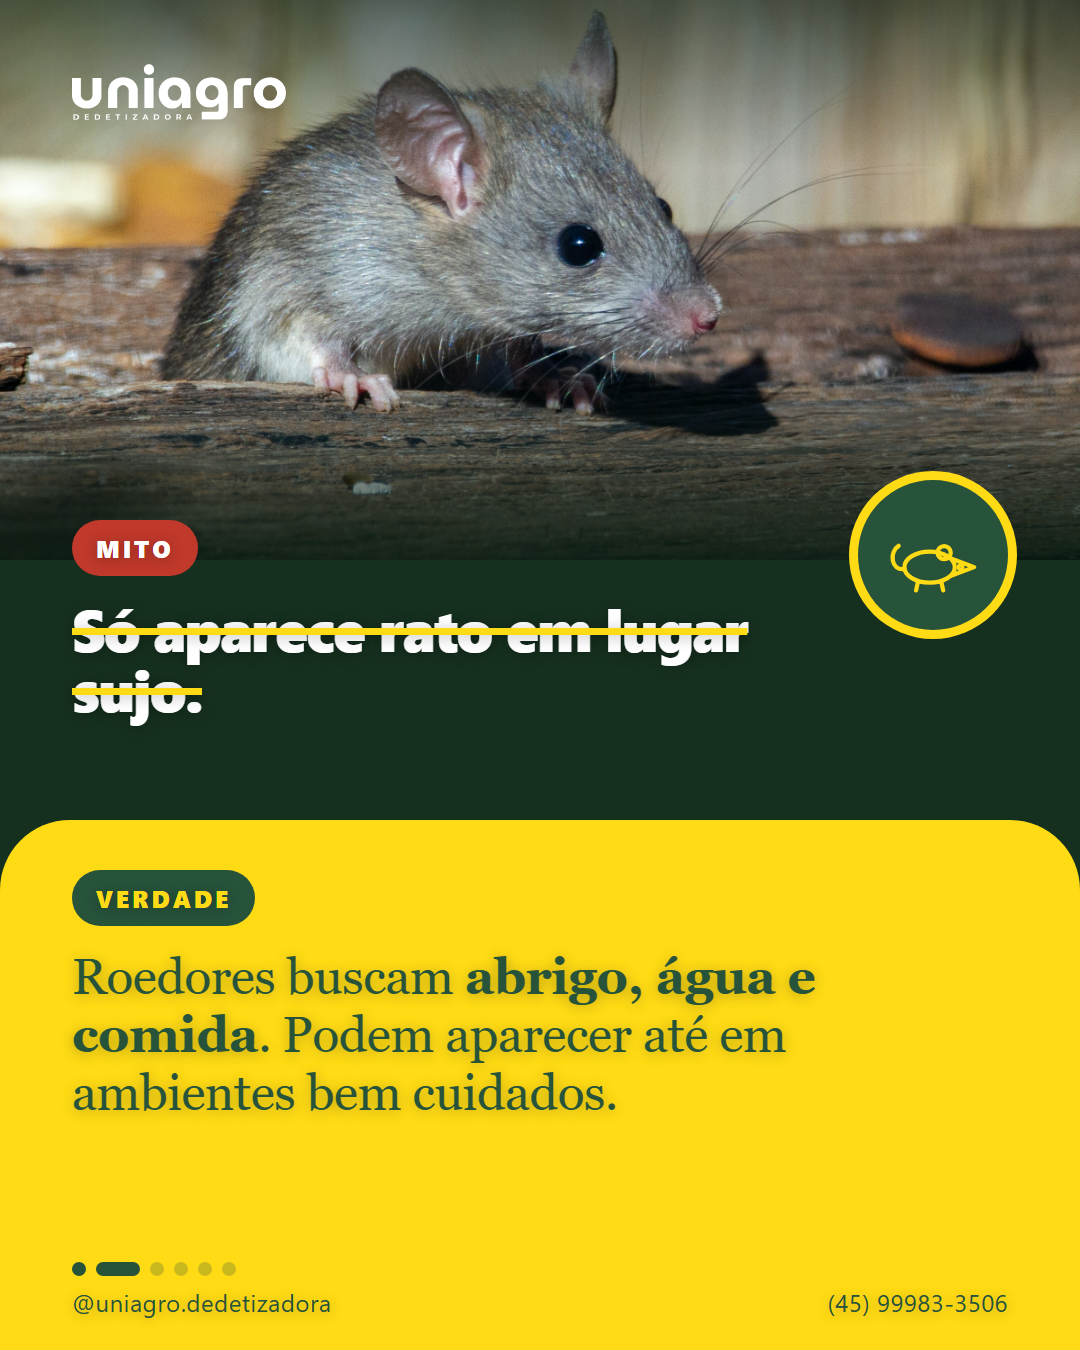 uniagro
DEDETIZADORA
MITO
Só aparece rato em lugar
sujo.
VERDADE
Roedores buscam abrigo, água e
comida. Podem aparecer até em
ambientes bem cuidados.
@uniagro.dedetizadora
(45) 99983-3506